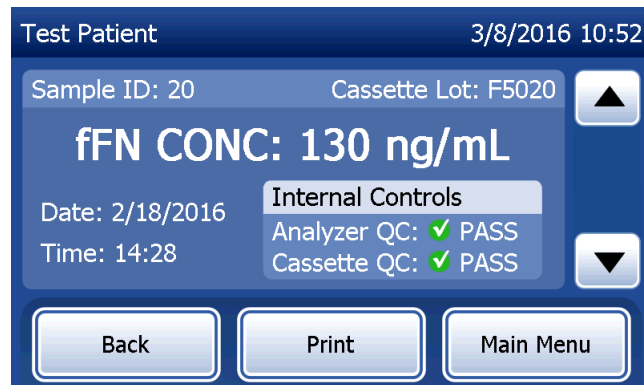 Test Patient 3/8/2016 10:52
Sample ID: 20 Cassette Lot: F5020
fFN CONC: 130 ng/mL
Date: 2/18/2016
Time: 14:28
Internal Controls
Analyzer QC: PASS
Cassette QC: PASS
Back Print Main Menu